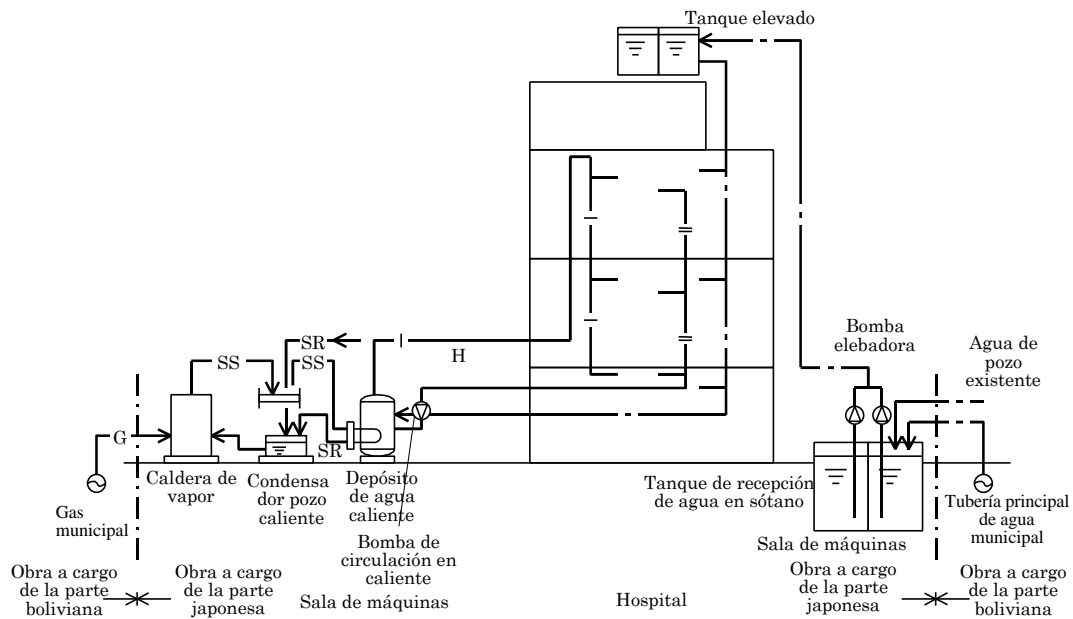 Tanque elevado
Bomba
elebadora
Agua de
pozo
existente
SR
SS
SS
H
G
SR
Caldera de
vapor
Condensa
dor pozo
caliente
Depósito
de agua
caliente
Tanque de recepción
de agua en sótano
Gas
municipal
Tubería principal
de agua
municipal
Bomba de
circulación en
caliente
Sala de máquinas
Obra a cargo
de la parte
boliviana
Obra a cargo
de la parte
japonesa
Sala de máquinas
Hospital
Obra a cargo
de la parte
japonesa
Obra a cargo
de la parte
boliviana